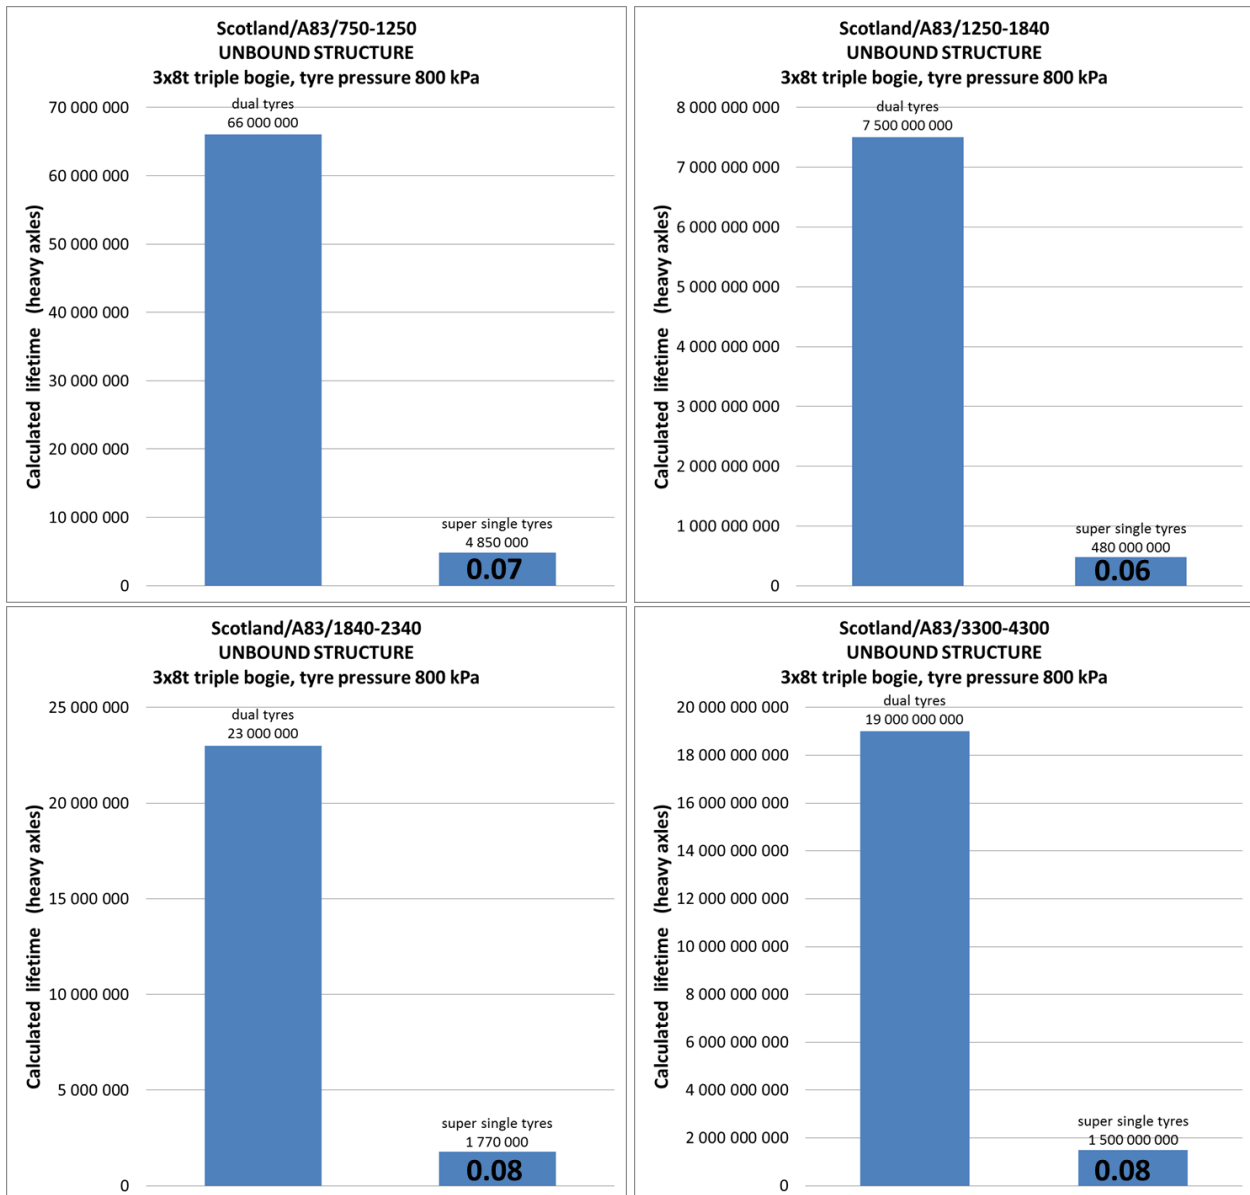 Scotland/A83/750-1250
UNBOUND STRUCTURE
3x8t triple bogie, tyre pressure 800 kPa
Calculated lifetime (heavy axles)
70 000 000
60 000 000
50 000 000
40 000 000
30 000 000
20 000 000
10 000 000
0
dual tyres
66 000 000
super single tyres
4 850 000
0.07
Scotland/A83/1250-1840
UNBOUND STRUCTURE
3x8t triple bogie, tyre pressure 800 kPa
Calculated lifetime (heavy axles)
8 000 000 000
7 000 000 000
6 000 000 000
5 000 000 000
4 000 000 000
3 000 000 000
2 000 000 000
1 000 000 000
0
dual tyres
7 500 000 000
super single tyres
480 000 000
0.06
Scotland/A83/1840-2340
UNBOUND STRUCTURE
3x8t triple bogie, tyre pressure 800 kPa
Calculated lifetime (heavy axles)
25 000 000
20 000 000
15 000 000
10 000 000
5 000 000
0
dual tyres
23 000 000
super single tyres
1 770 000
0.08
Scotland/A83/3300-4300
UNBOUND STRUCTURE
3x8t triple bogie, tyre pressure 800 kPa
Calculated lifetime (heavy axles)
20 000 000 000
18 000 000 000
16 000 000 000
14 000 000 000
12 000 000 000
10 000 000 000
8 000 000 000
6 000 000 000
4 000 000 000
2 000 000 000
0
dual tyres
19 000 000 000
super single tyres
1 500 000 000
0.08